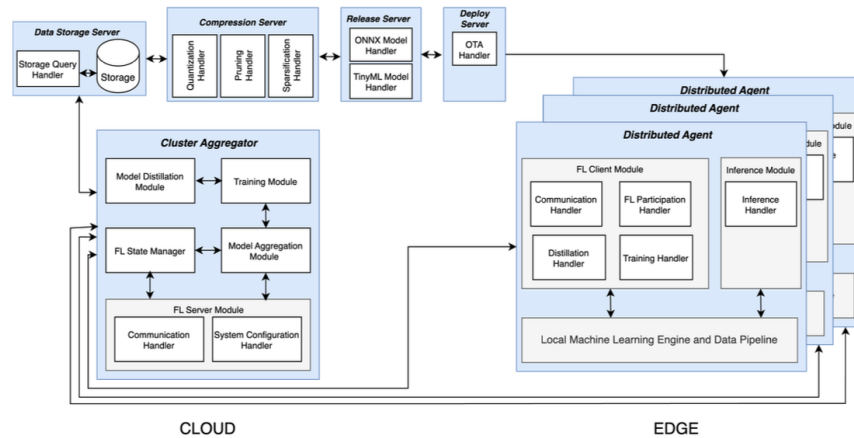 Data Storage Server
Storage Query
Handler
Storage
Compression Server
Quantization
Handler
Pruning
Handler
Sparsification
Handler
Release Server
ONNX Model
Handler
TinyML Model
Handler
Deploy
Server
OTA
Handler
Cluster Aggregator
Model Distillation
Module
Training Module
FL State Manager
Model Aggregation
Module
FL Server Module
Communication
Handler
System Configuration
Handler
Distributed Agent
Distributed Agent
Distributed Agent
FL Client Module
Communication
Handler
FL Participation
Handler
Distillation
Handler
Training Handler
Inference Module
Inference
Handler
Local Machine Learning Engine and Data Pipeline
CLOUD
EDGE